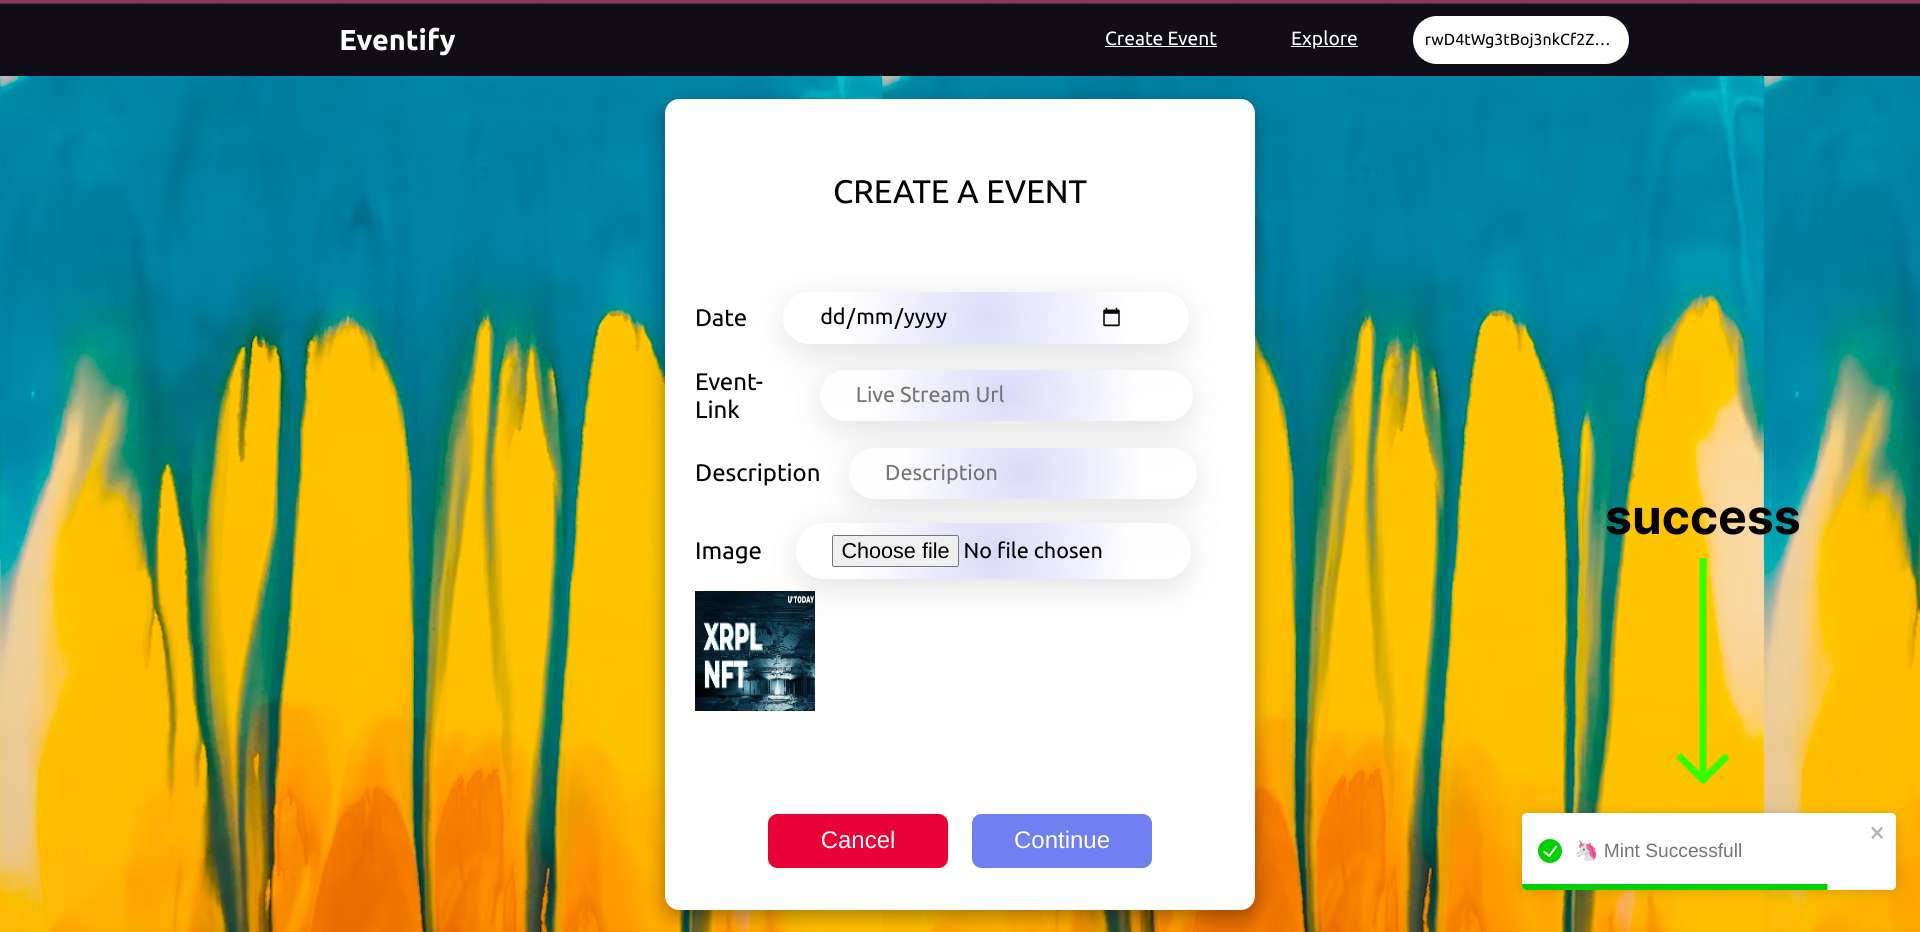 Eventify
Create Event
Explore
rwD4tWg3tBoj3nkCf2Z...
CREATE A EVENT
Date
dd/mm/yyyy
Event-
Link
Live Stream Url
Description
Description
Image
Choose file No file chosen
U°TODAY
XRPL
NFT
Cancel
Continue
success
Mint Successfull